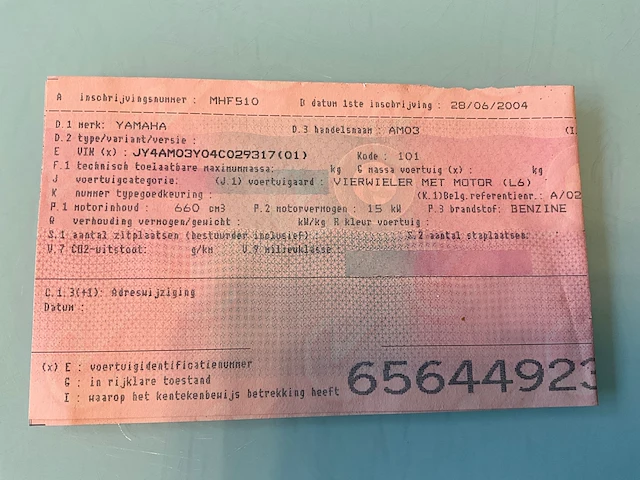 A inschrijvingsnummer : MHF510 D datum 1ste inschrijving : 28/06/2004
D.1 merk: YAMAHA D.3 handelsnaam : AM03 (I.
D.2 type/variant/versie :
E VIN (x) : JY4AM03Y04C029317(01) Kode : 1Q1
F.1 technisch toelaatbare maximummassa: kg G massa voertuig (x) : kg
J voertuigcategorie: (J.1) voertuigaard : VIERWIELER MET MOTOR (L6)
K nummer typegoedkeuring : (K.1)Belg.referentienr.: A/02
P.1 motorinhoud : 660 cm3 P.2 motorvermogen : 15 kW P.3 brandstof: BENZINE
Q verhouding vermogen/gewicht : kW/kg R kleur voertuig :
S.1 aantal zitplaatsen (bestuurder inclusief) : S.2 aantal staplaatsen:
V.7 CO2-uitstoot: g/km V.9 milieuklasse:
C.1.3(+1): Adreswijziging
Datum :
(x) E : voertuigidentificatienummer
G : in rijklare toestand
I : waarop het kentekenbewijs betrekking heeft
65644923